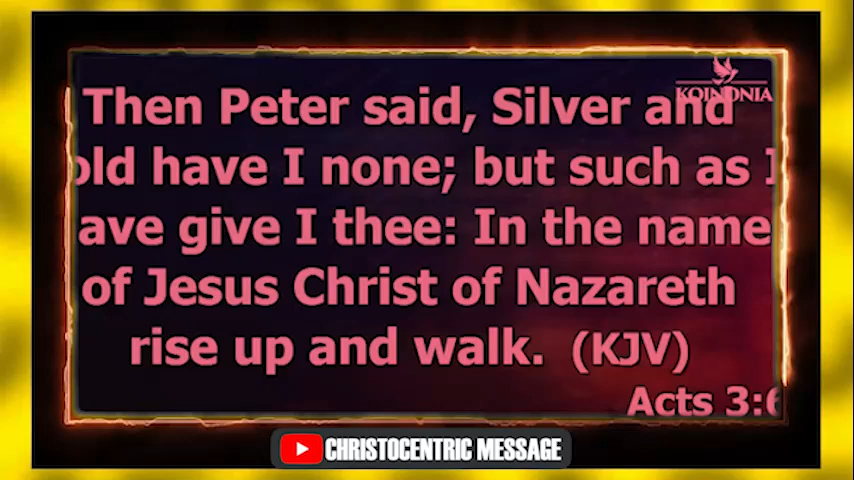 KOINONIA
Then Peter said, Silver and
old have I none; but such as I
ave give I thee: In the name
of Jesus Christ of Nazareth
rise up and walk. (KJV)
Acts 3:6
CHRISTOCENTRIC MESSAGE